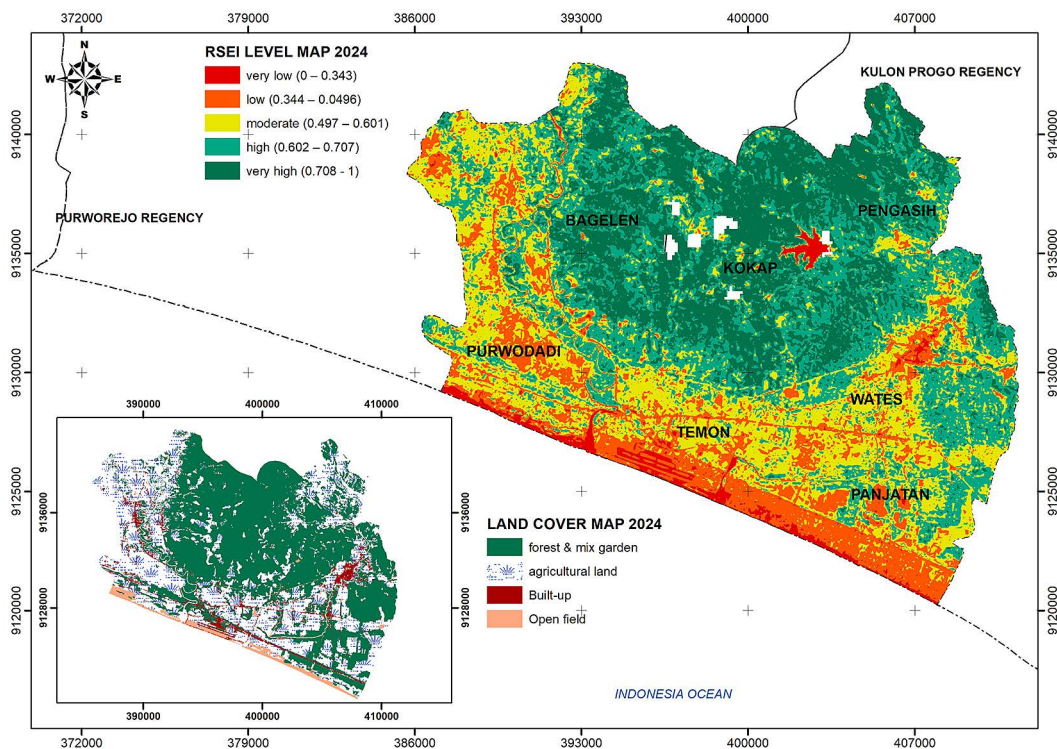 372000 379000 386000 393000 400000 407000
N
W E
S
RSEI LEVEL MAP 2024
very low (0 – 0.343)
low (0.344 – 0.0496)
moderate (0.497 – 0.601)
high (0.602 – 0.707)
very high (0.708 - 1)
KULON PROGO REGENCY
PURWOREJO REGENCY
BAGELEN
PENGASIH
KOKAP
PURWODADI
WATES
TEMON
PANJATAN
9140000
9135000
9130000
9125000
9120000
9140000
9135000
9130000
9125000
9120000
390000 400000 410000
9136000
9128000
9136000
9128000
390000 400000 410000
LAND COVER MAP 2024
forest & mix garden
agricultural land
Built-up
Open field
INDONESIA OCEAN
372000 379000 386000 393000 400000 407000